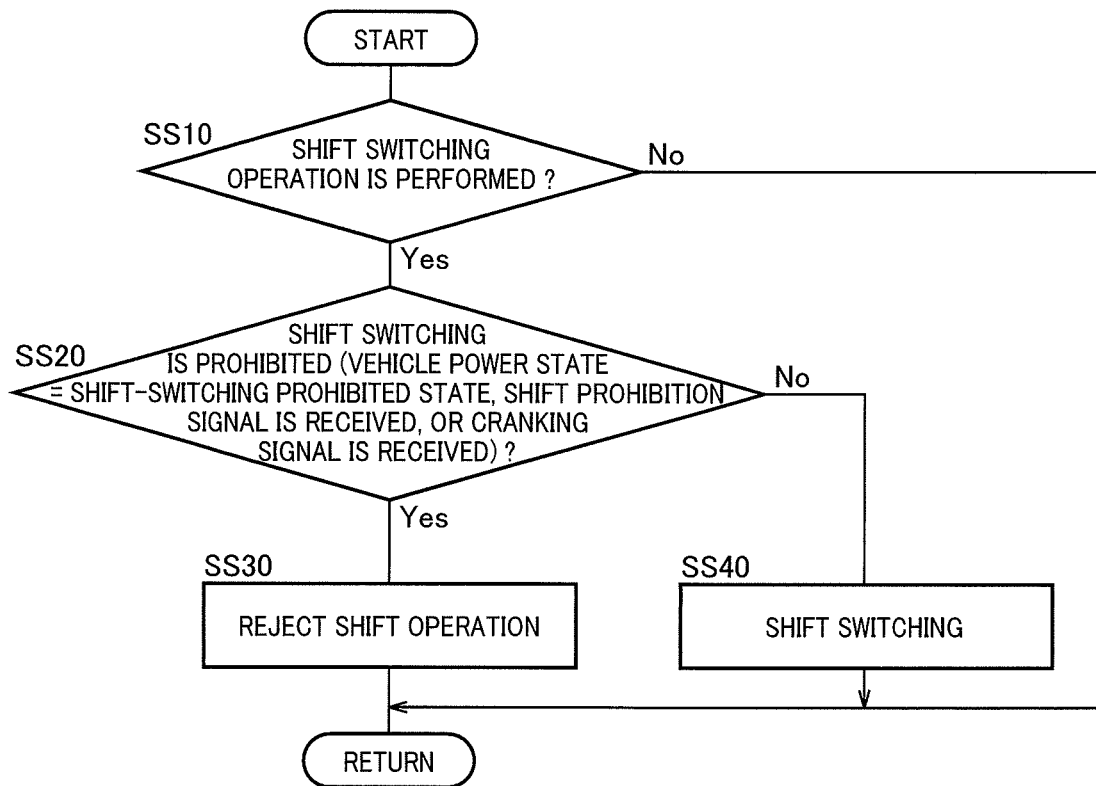 START
SS10
SHIFT SWITCHING
OPERATION IS PERFORMED ?
No
Yes
SS20
SHIFT SWITCHING
IS PROHIBITED (VEHICLE POWER STATE
= SHIFT-SWITCHING PROHIBITED STATE, SHIFT PROHIBITION
SIGNAL IS RECEIVED, OR CRANKING
SIGNAL IS RECEIVED) ?
No
Yes
SS30
REJECT SHIFT OPERATION
SS40
SHIFT SWITCHING
RETURN